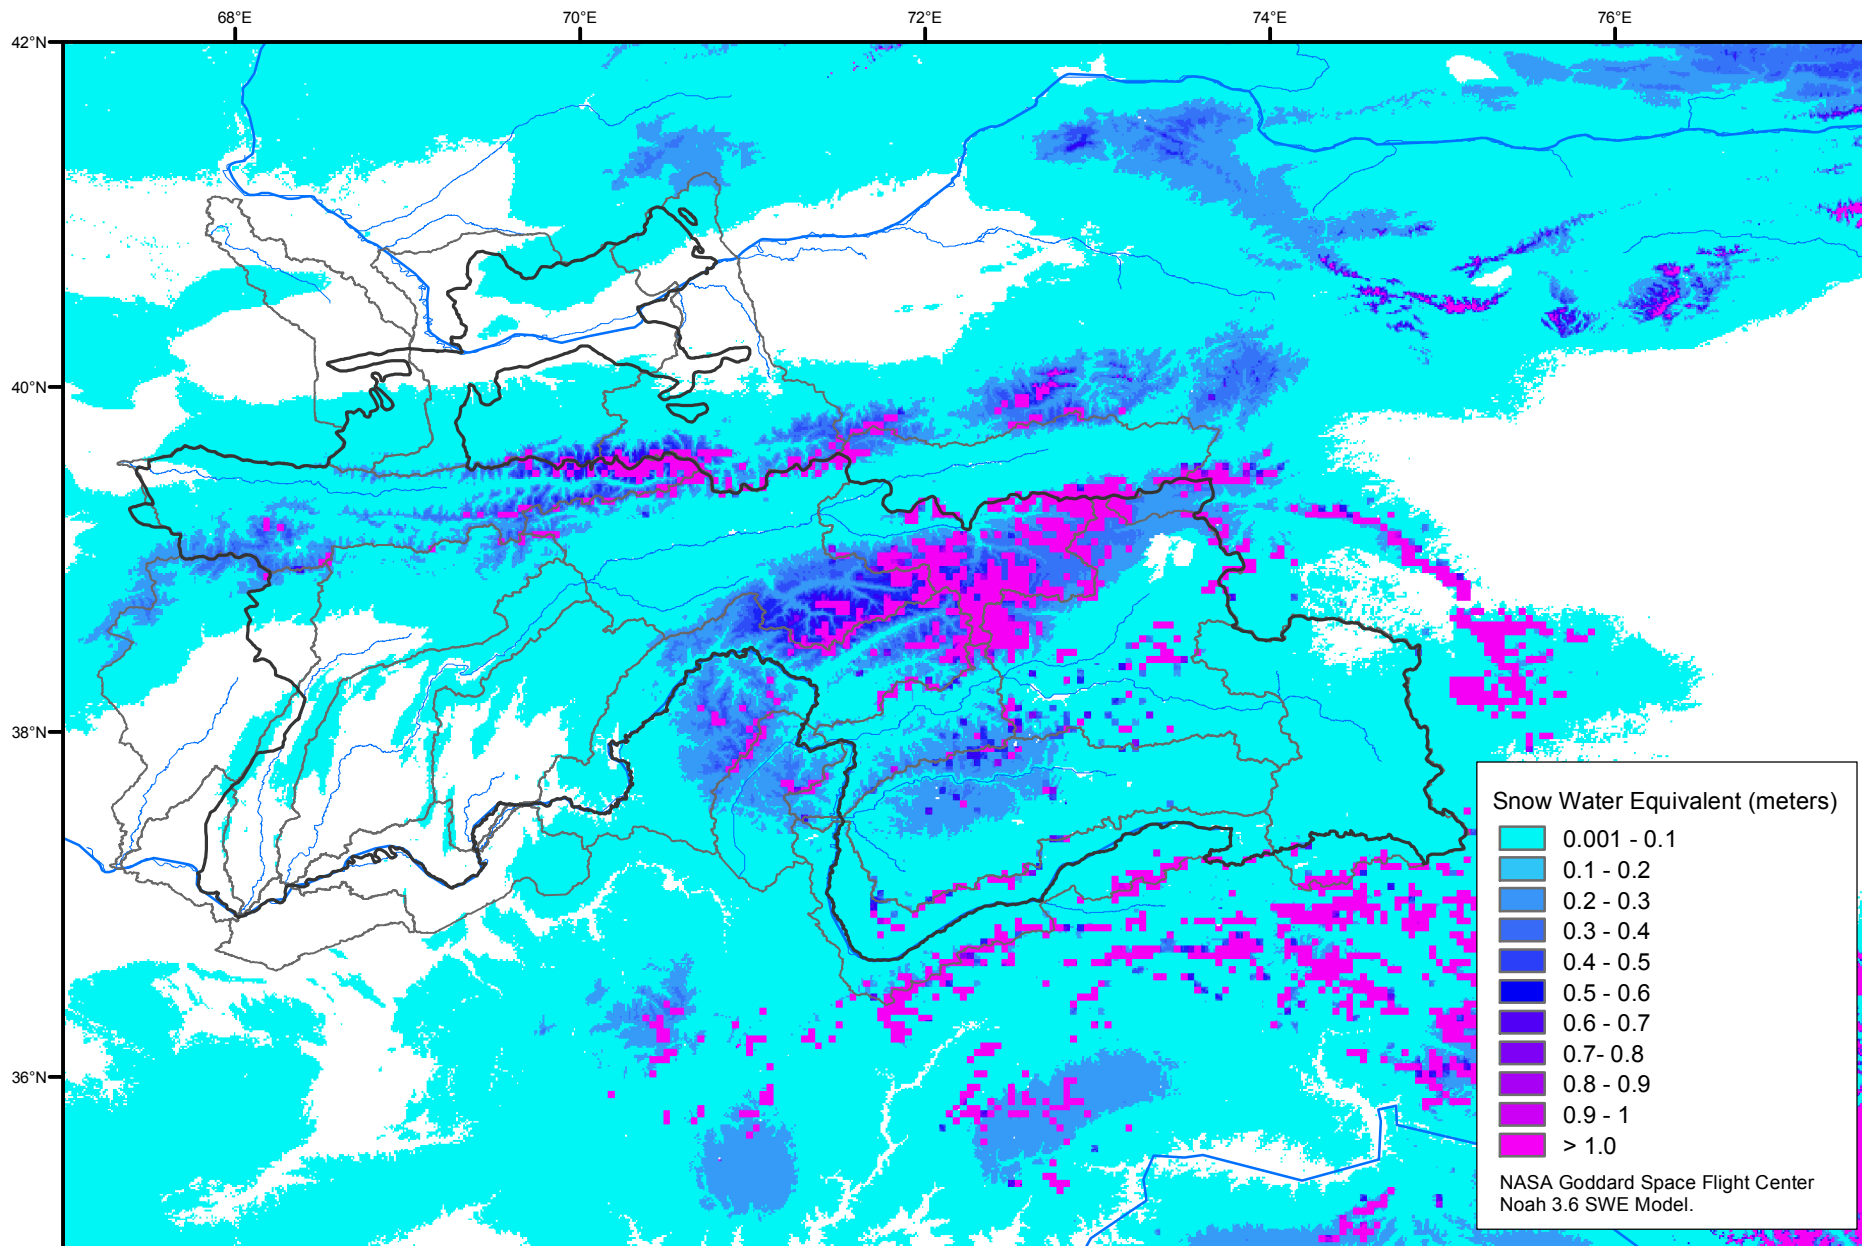 68°E
70°E
72°E
74°E
76°E
42°N
40°N
38°N
36°N
Snow Water Equivalent (meters)
0.001 - 0.1
0.1 - 0.2
0.2 - 0.3
0.3 - 0.4
0.4 - 0.5
0.5 - 0.6
0.6 - 0.7
0.7- 0.8
0.8 - 0.9
0.9 - 1
> 1.0
NASA Goddard Space Flight Center
Noah 3.6 SWE Model.